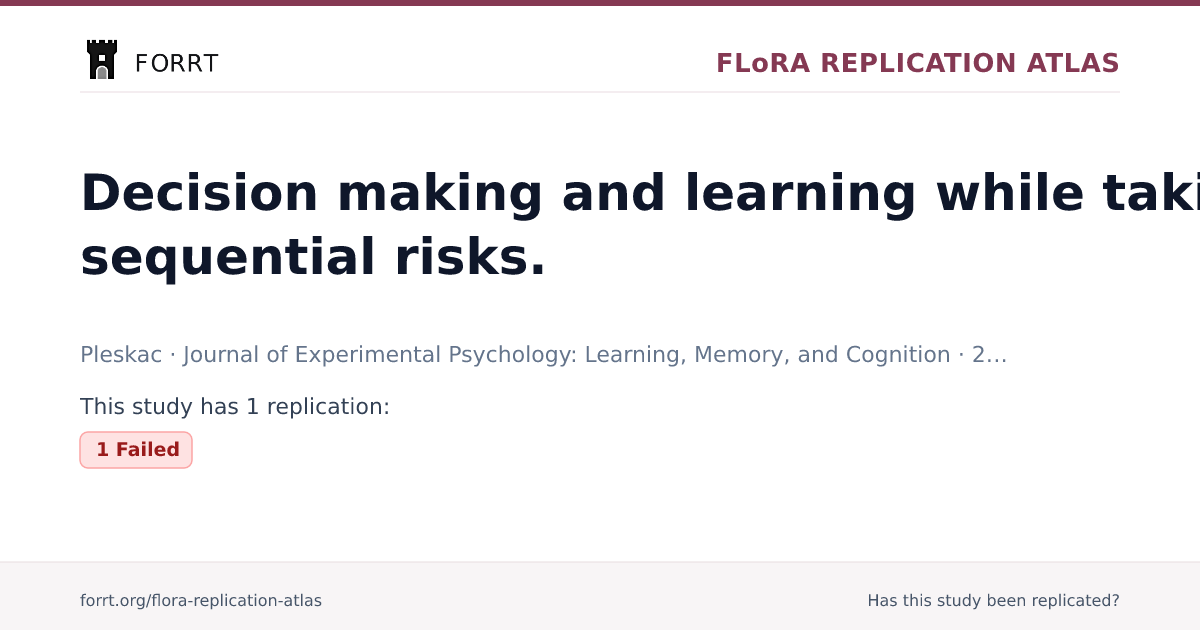 FORRT
FLoRA REPLICATION ATLAS
Decision making and learning while taki
sequential risks.
Pleskac · Journal of Experimental Psychology: Learning, Memory, and Cognition · 2…
This study has 1 replication:
1 Failed
forrt.org/flora-replication-atlas
Has this study been replicated?